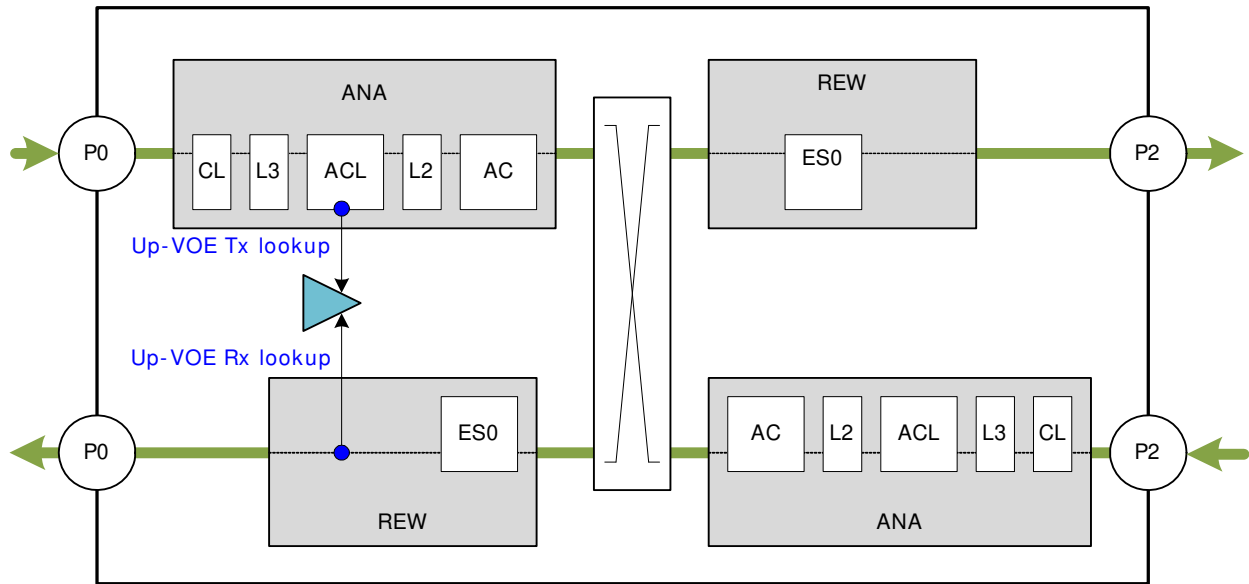 ANA
REW
P0
CL
L3
ACL
L2
AC
ES0
P2
Up-VOE Tx lookup
Up-VOE Rx lookup
P0
ES0
AC
L2
ACL
L3
CL
P2
REW
ANA